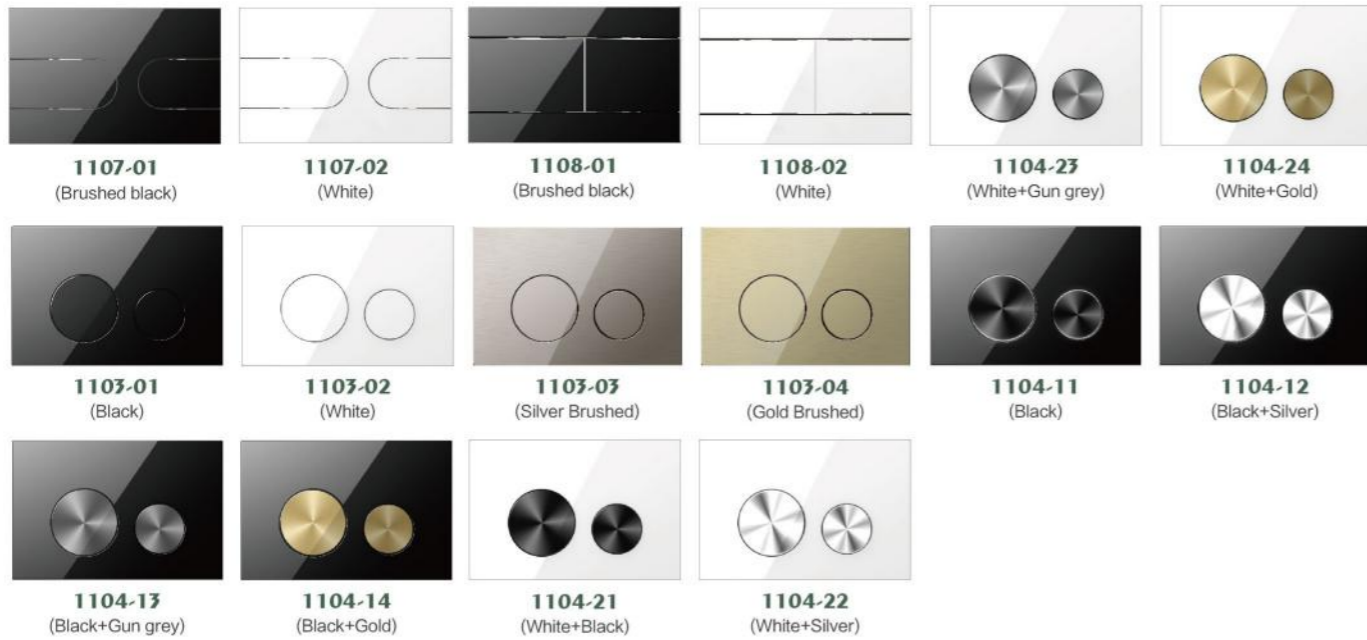 1107-01
(Brushed black)
1107-02
(White)
1108-01
(Brushed black)
1108-02
(White)
1104-23
(White+Gun grey)
1104-24
(White+Gold)
1103-01
(Black)
1103-02
(White)
1103-03
(Silver Brushed)
1103-04
(Gold Brushed)
1104-11
(Black)
1104-12
(Black+Silver)
1104-13
(Black+Gun grey)
1104-14
(Black+Gold)
1104-21
(White+Black)
1104-22
(White+Silver)